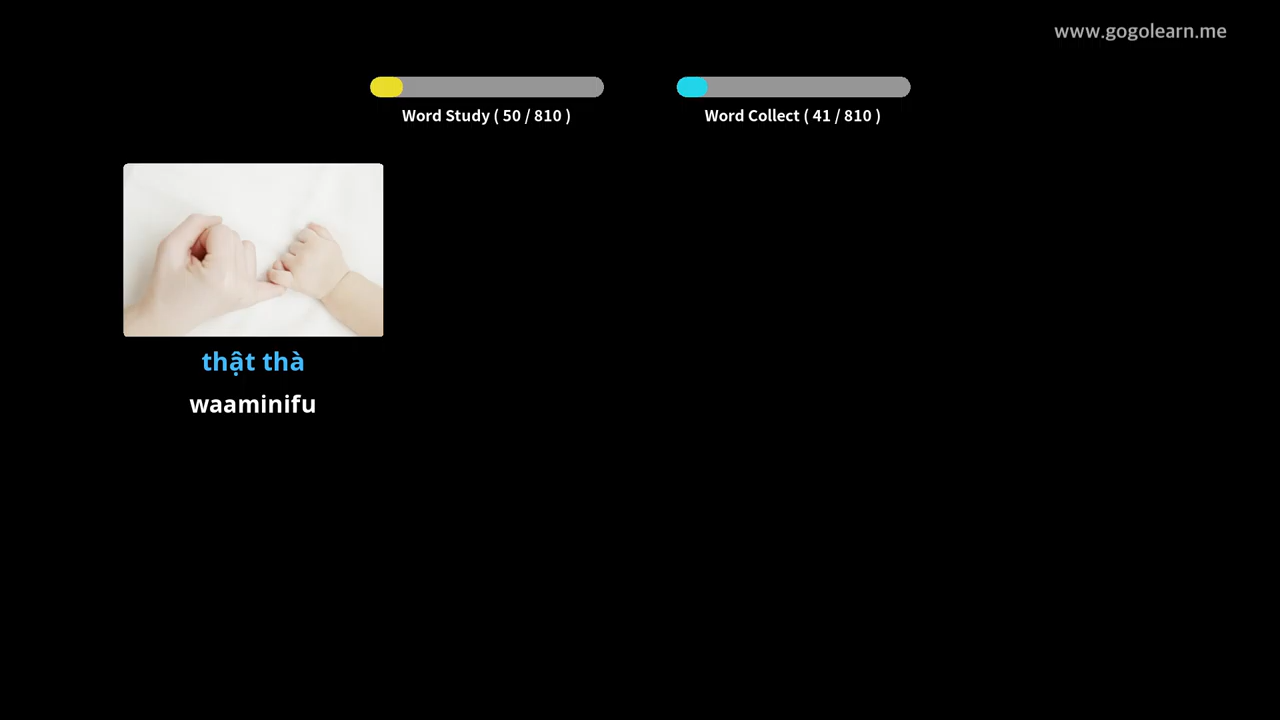 www.gogolearn.me
Word Study ( 50 / 810 )
Word Collect ( 41 / 810 )
thật thà
waaminifu